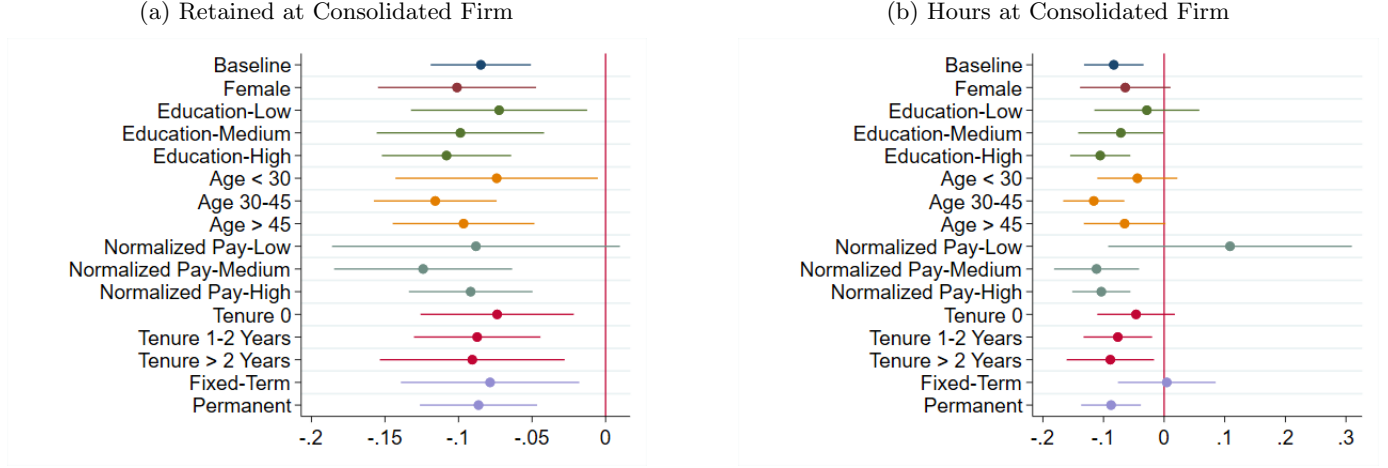 (a) Retained at Consolidated Firm
Baseline
Female
Education-Low
Education-Medium
Education-High
Age < 30
Age 30-45
Age > 45
Normalized Pay-Low
Normalized Pay-Medium
Normalized Pay-High
Tenure 0
Tenure 1-2 Years
Tenure > 2 Years
Fixed-Term
Permanent
-.2 -.15 -.1 -.05 0
(b) Hours at Consolidated Firm
Baseline
Female
Education-Low
Education-Medium
Education-High
Age < 30
Age 30-45
Age > 45
Normalized Pay-Low
Normalized Pay-Medium
Normalized Pay-High
Tenure 0
Tenure 1-2 Years
Tenure > 2 Years
Fixed-Term
Permanent
-.2 -.1 0 .1 .2 .3